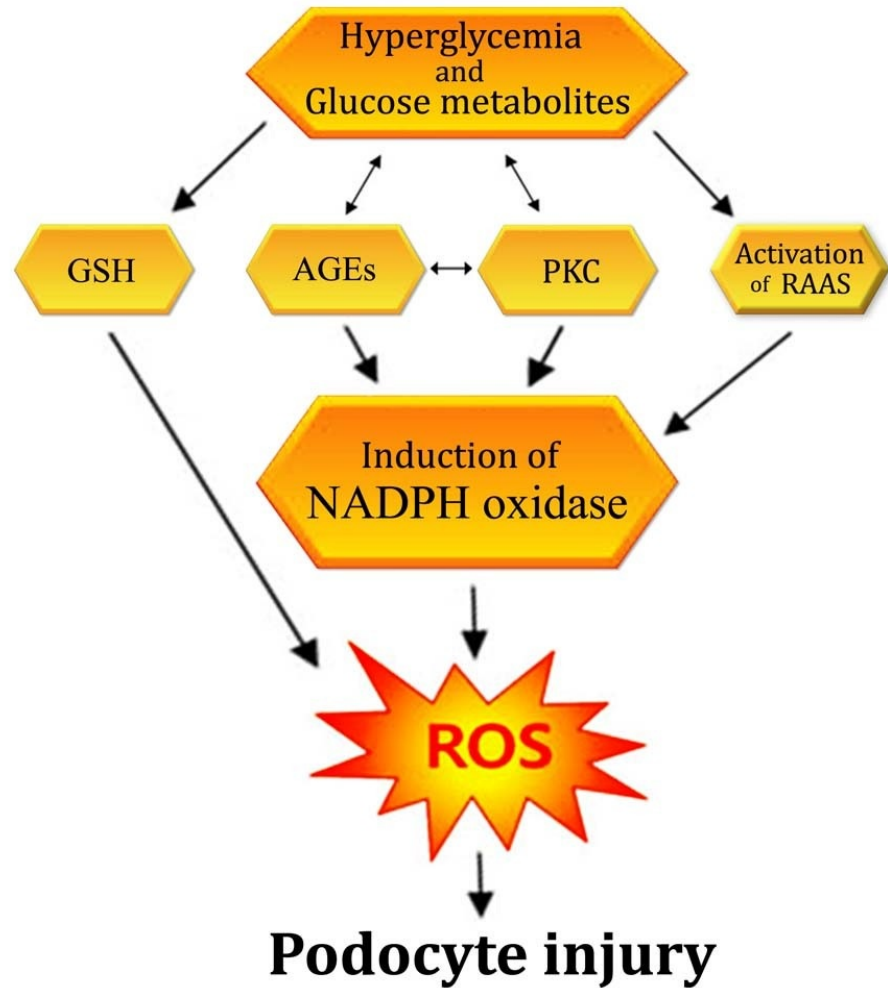 Hyperglycemia
and
Glucose metabolites
GSH
AGEs
PKC
Activation
of RAAS
Induction of
NADPH oxidase
ROS
Podocyte injury